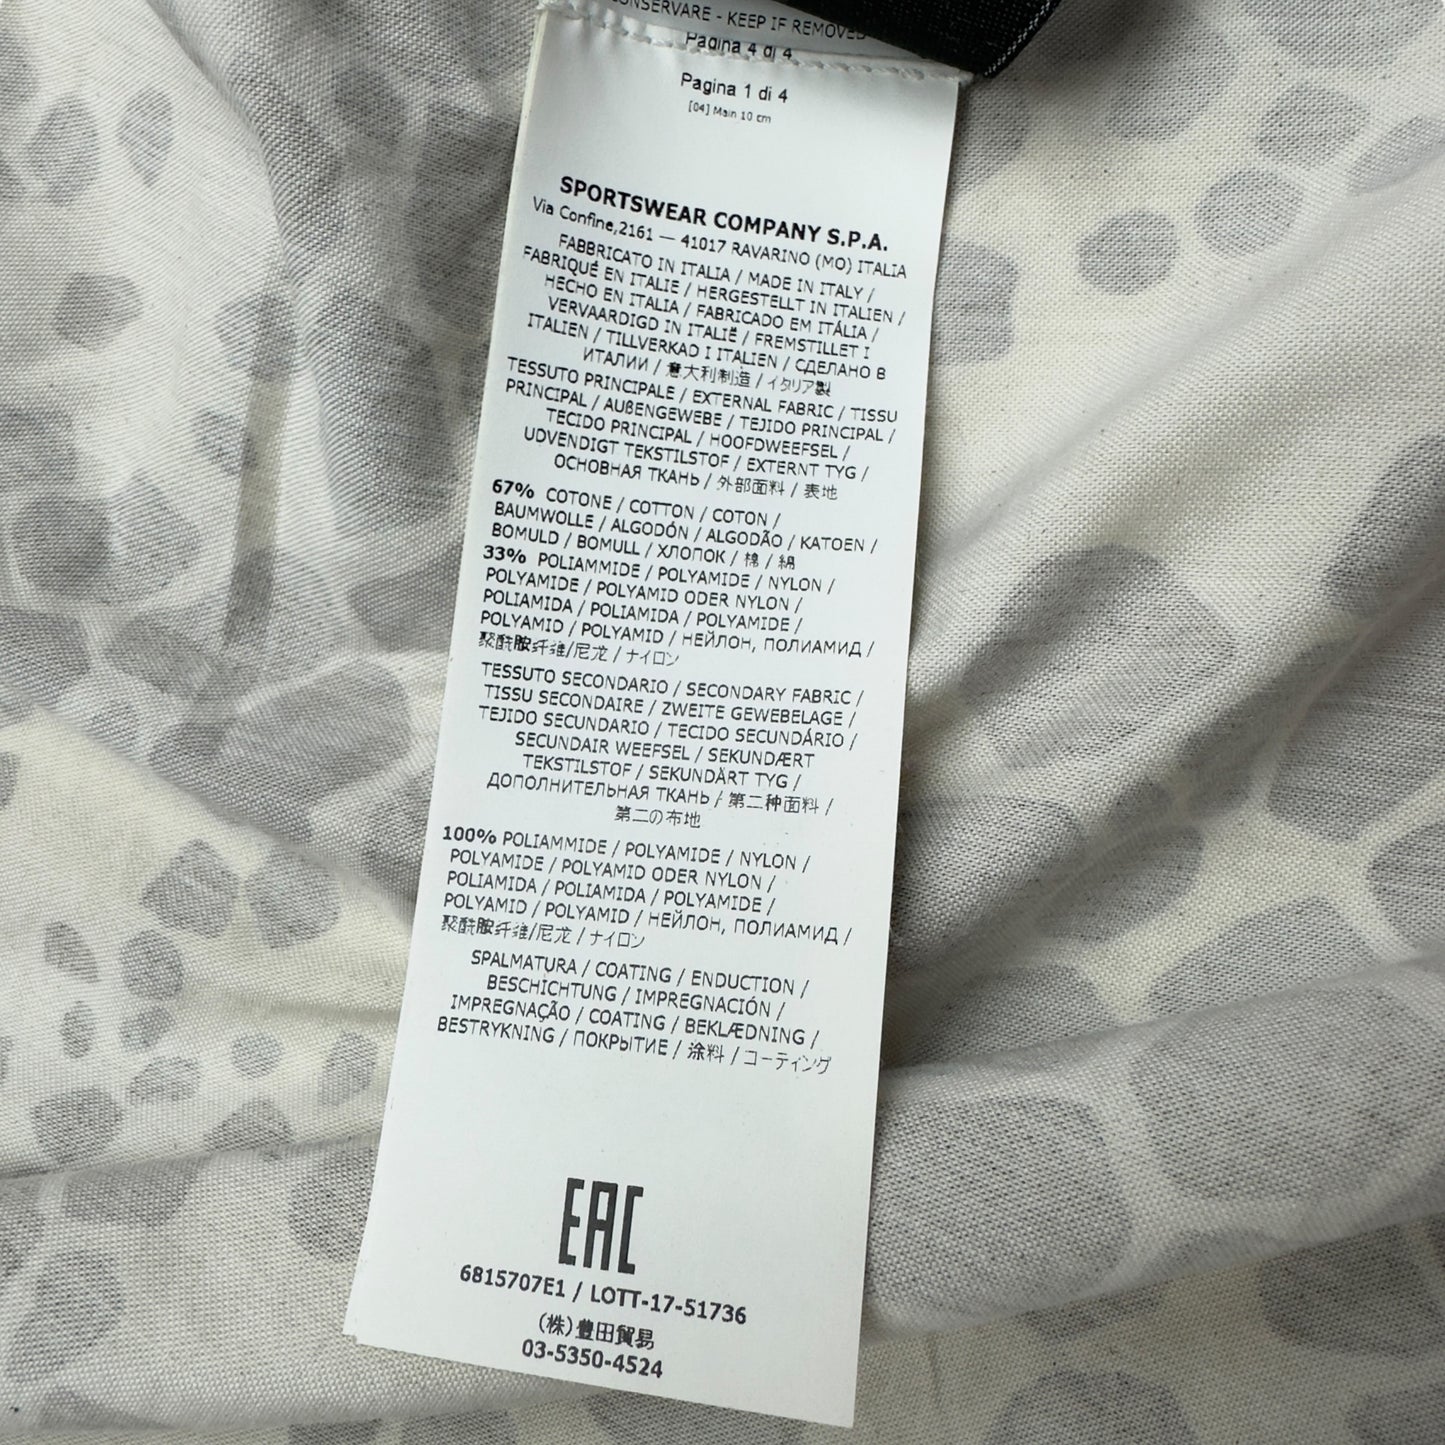 CONSERVARE - KEEP IF REMOVED
Pagina 4 di 4
Pagina 1 di 4
[04] Main 10 cm
SPORTSWEAR COMPANY S.P.A.
Via Confine,2161 — 41017 RAVARINO (MO) ITALIA
FABBRICATO IN ITALIA / MADE IN ITALY /
FABRIQUÉ EN ITALIE / HERGESTELLT IN ITALIEN /
HECHO EN ITALIA / FABRICADO EM ITÁLIA /
VERVAARDIGD IN ITALIË / FREMSTILLET I
ITALIEN / TILLVERKAD I ITALIEN / СДЕЛАНО В
ИТАЛИИ / 意大利制造 / イタリア製
TESSUTO PRINCIPALE / EXTERNAL FABRIC / TISSU
PRINCIPAL / AUßENGEWEBE / TEJIDO PRINCIPAL /
TECIDO PRINCIPAL / HOOFDWEEFSEL /
UDVENDIGT TEKSTILSTOF / EXTERNT TYG /
ОСНОВНАЯ ТКАНЬ / 外部面料 / 表地
67% COTONE / COTTON / COTON /
BAUMWOLLE / ALGODÓN / ALGODÃO / KATOEN /
BOMULD / BOMULL / ХЛОПОК / 棉 / 綿
33% POLIAMMIDE / POLYAMIDE / NYLON /
POLYAMIDE / POLYAMID ODER NYLON /
POLIAMIDA / POLIAMIDA / POLYAMIDE /
POLYAMID / POLYAMID / НЕЙЛОН, ПОЛИАМИД /
聚酰胺纤维/尼龙 / ナイロン
TESSUTO SECONDARIO / SECONDARY FABRIC /
TISSU SECONDAIRE / ZWEITE GEWEBELAGE /
TEJIDO SECUNDARIO / TECIDO SECUNDÁRIO /
SECUNDAIR WEEFSEL / SEKUNDÆRT
TEKSTILSTOF / SEKUNDÄRT TYG /
ДОПОЛНИТЕЛЬНАЯ ТКАНЬ / 第二种面料 /
第二の布地
100% POLIAMMIDE / POLYAMIDE / NYLON /
POLYAMIDE / POLYAMID ODER NYLON /
POLIAMIDA / POLIAMIDA / POLYAMIDE /
POLYAMID / POLYAMID / НЕЙЛОН, ПОЛИАМИД /
聚酰胺纤维/尼龙 / ナイロン
SPALMATURA / COATING / ENDUCTION /
BESCHICHTUNG / IMPREGNACIÓN /
IMPREGNAÇÃO / COATING / BEKLÆDNING /
BESTRYKNING / ПОКРЫТИЕ / 涂料 / コーティング
EAC
6815707E1 / LOTT-17-51736
(株)豊田貿易
03-5350-4524